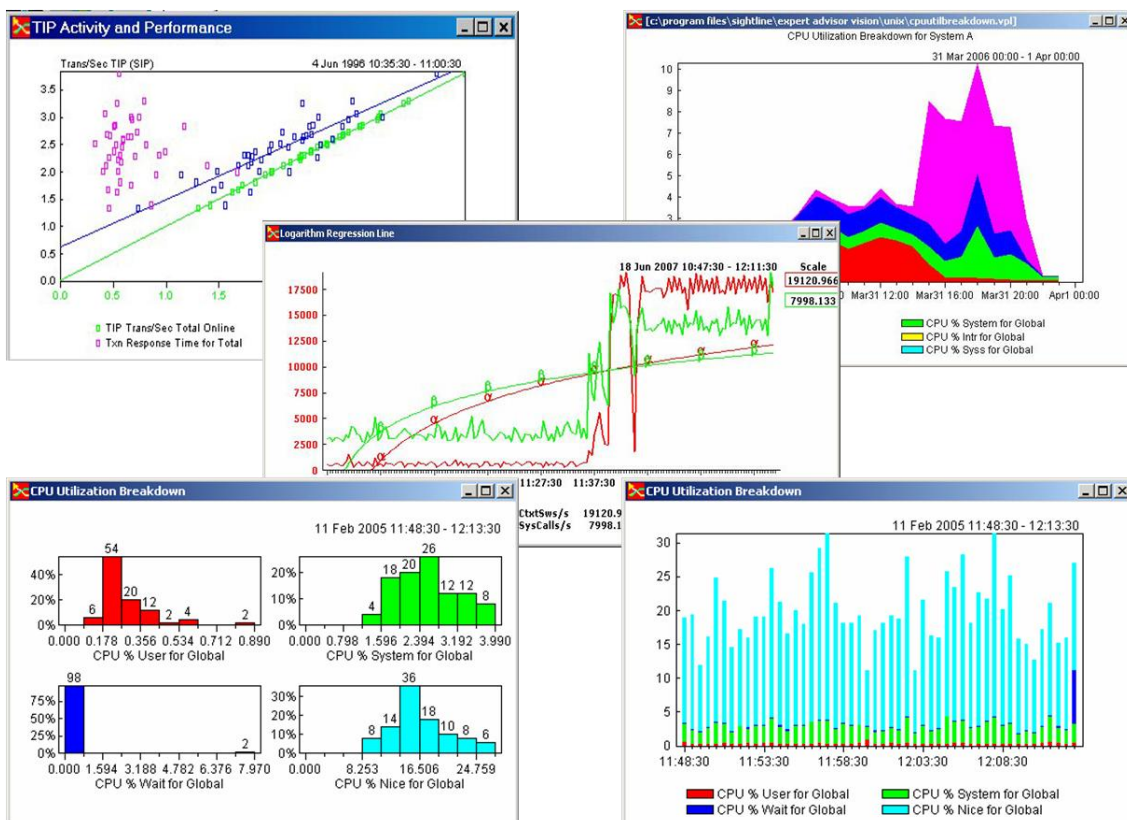 TIP Activity and Performance
Trans/Sec TIP (SIP) 4 Jun 1996 10:35:30 - 11:00:30
3.5
3.0
2.5
2.0
1.5
1.0
0.5
0.0
0.0 0.5 1.0 1.5
TIP Trans/Sec Total Online
Txn Response Time for Total
[c:\program files\sightline\expert advisor vision\unix\cpuutilbreakdown.vpl]
CPU Utilization Breakdown for System A
31 Mar 2006 00:00 - 1 Apr 00:00
10
9
8
7
6
5
4
3
Mar31 12:00 Mar31 16:00 Mar31 20:00 Apr1 00:00
CPU % System for Global
CPU % Intr for Global
CPU % Syss for Global
Logarithm Regression Line
18 Jun 2007 10:47:30 - 12:11:30 Scale
19120.966
7998.133
17500
15000
12500
10000
7500
5000
2500
0
11:27:30 11:37:30
CtxtSws/s 19120.9
SysCalls/s 7998.1
CPU Utilization Breakdown
11 Feb 2005 11:48:30 - 12:13:30
54
40%
20%
0%
6 20 12 2 4 2
0.000 0.178 0.356 0.534 0.712 0.890
CPU % User for Global
26
30%
20%
10%
0%
4 18 20 12 12 8
0.000 0.798 1.596 2.394 3.192 3.990
CPU % System for Global
98
75%
50%
25%
0%
2
0.000 1.594 3.188 4.782 6.376 7.970
CPU % Wait for Global
36
30%
20%
10%
0%
8 14 18 10 8 6
0.000 8.253 16.506 24.759
CPU % Nice for Global
CPU Utilization Breakdown
11 Feb 2005 11:48:30 - 12:13:30
30
25
20
15
10
5
0
11:48:30 11:53:30 11:58:30 12:03:30 12:08:30
CPU % User for Global CPU % System for Global
CPU % Wait for Global CPU % Nice for Global